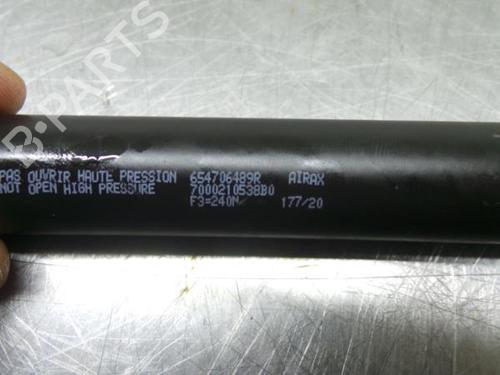 B-PARTS
PAS OUVRIR HAUTE PRESSION 654706489R AIRAX
NOT OPEN HIGH PRESSURE 7000210538B0
F3=240N 177/20